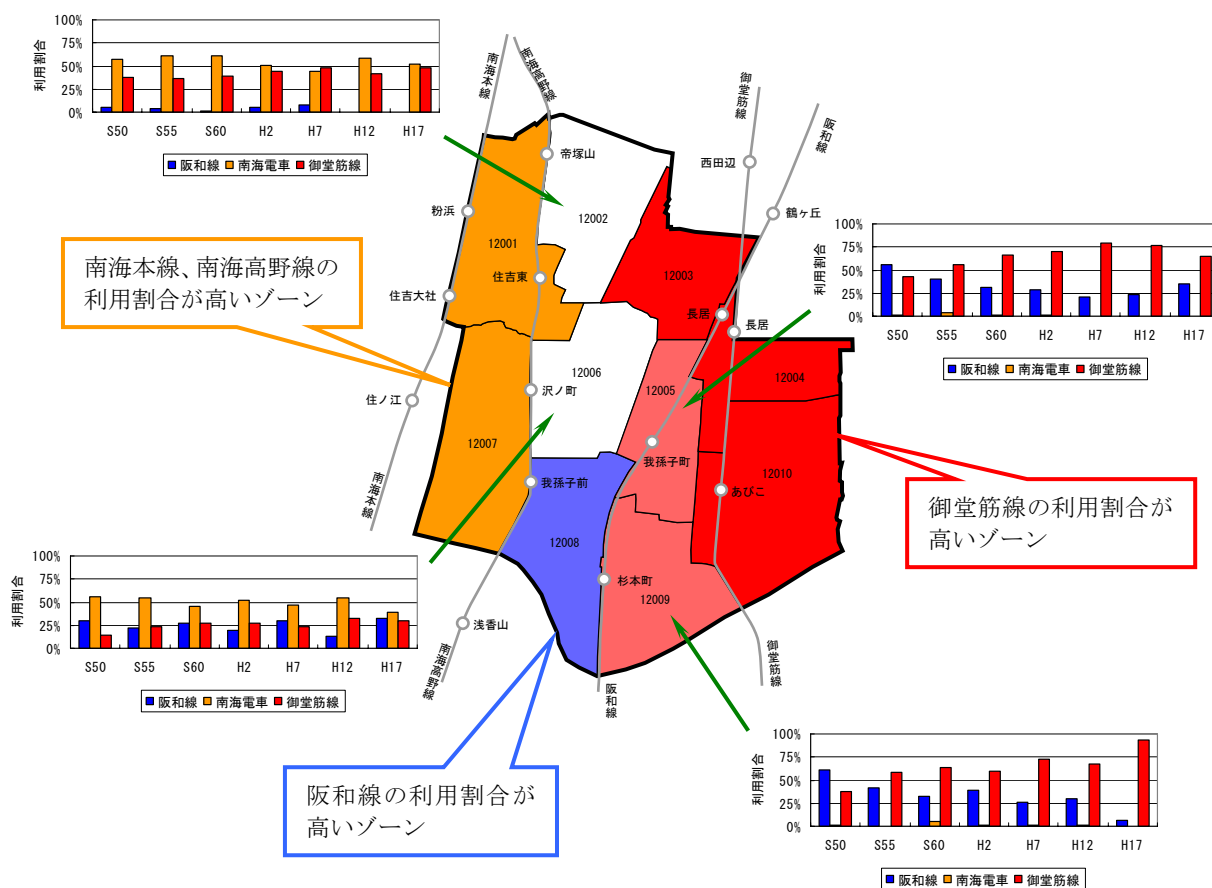 100%
75%
50%
25%
0%
利用割合
S50 S55 S60 H2 H7 H12 H17
阪和線 南海電車 御堂筋線
南海本線
南海高野線
御堂筋線
阪和線
帝塚山
西田辺
粉浜
12002
鶴ヶ丘
12001
南海本線、南海高野線の
利用割合が高いゾーン
住吉東
12003
住吉大社
長居
長居
100%
75%
50%
25%
0%
利用割合
S50 S55 S60 H2 H7 H12 H17
阪和線 南海電車 御堂筋線
12006
12005
12004
沢ノ町
住ノ江
12007
我孫子町
12010
南海本線
我孫子前
あびこ
御堂筋線の利用割合が
高いゾーン
12008
杉本町
12009
100%
75%
50%
25%
0%
利用割合
S50 S55 S60 H2 H7 H12 H17
阪和線 南海電車 御堂筋線
浅香山
南海高野線
阪和線
御堂筋線
阪和線の利用割合が
高いゾーン
100%
75%
50%
25%
0%
利用割合
S50 S55 S60 H2 H7 H12 H17
阪和線 南海電車 御堂筋線